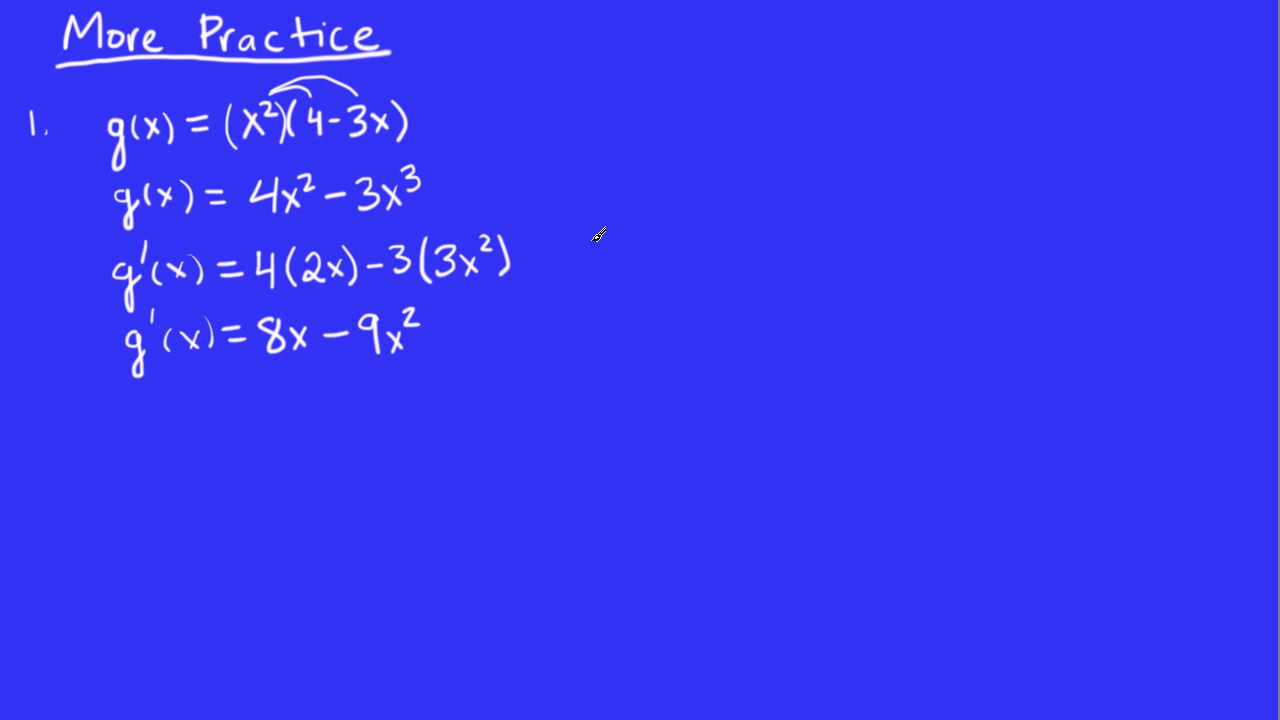 More Practice
1. g(x) = (x²)(4-3x)
g(x) = 4x² - 3x³
g'(x) = 4(2x) - 3(3x²)
g'(x) = 8x - 9x²